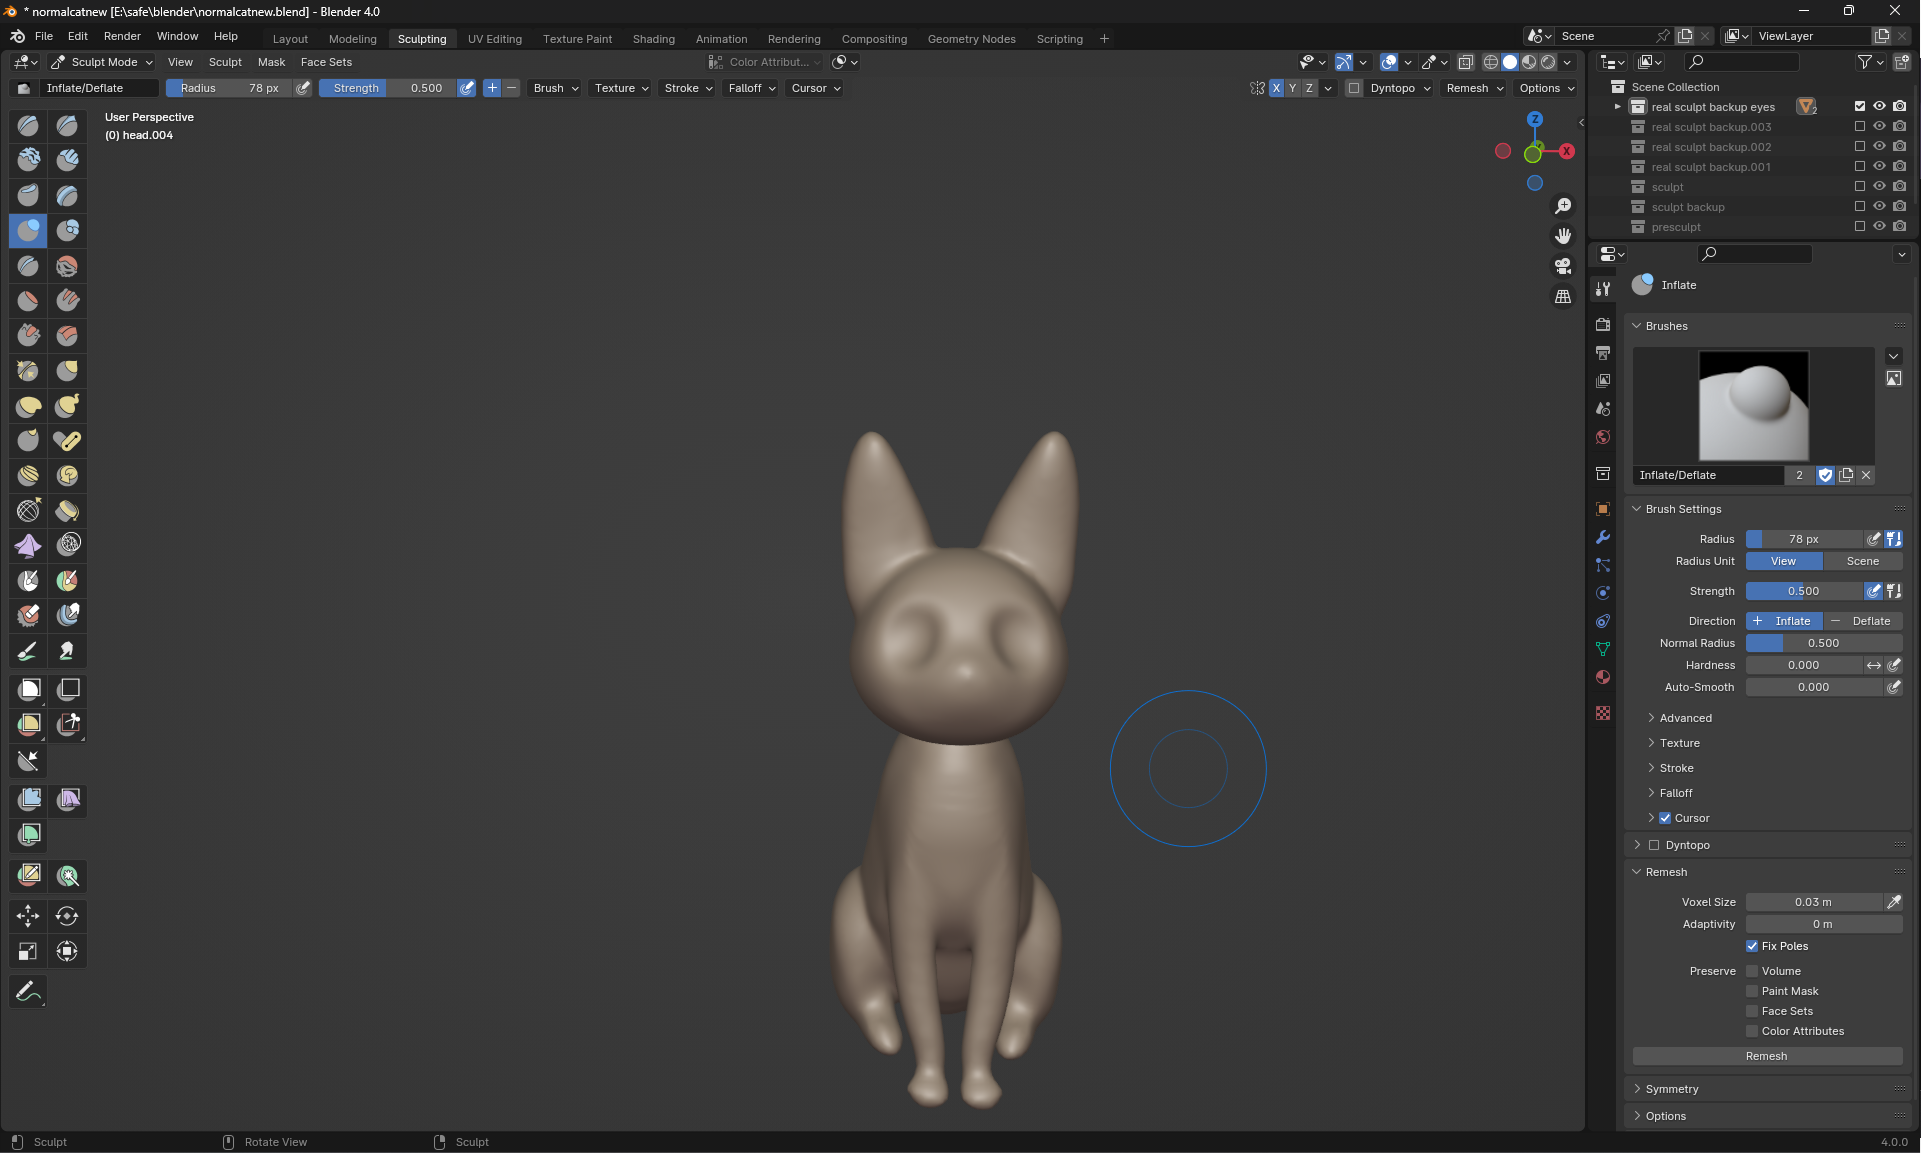 * normalcatnew [E:\safe\blender\normalcatnew.blend] - Blender 4.0
File Edit Render Window Help
Layout Modeling Sculpting UV Editing Texture Paint Shading Animation Rendering Compositing Geometry Nodes Scripting +
Scene
ViewLayer
Sculpt Mode View Sculpt Mask Face Sets
Color Attribut...
Inflate/Deflate Radius 78 px Strength 0.500 Brush Texture Stroke Falloff Cursor
X Y Z Dyntopo Remesh Options
User Perspective
(0) head.004
Z
X
Scene Collection
real sculpt backup eyes 2
real sculpt backup.003
real sculpt backup.002
real sculpt backup.001
sculpt
sculpt backup
presculpt
Inflate
Brushes
Inflate/Deflate 2
Brush Settings
Radius 78 px
Radius Unit View Scene
Strength 0.500
Direction + Inflate − Deflate
Normal Radius 0.500
Hardness 0.000
Auto-Smooth 0.000
Advanced
Texture
Stroke
Falloff
Cursor
Dyntopo
Remesh
Voxel Size 0.03 m
Adaptivity 0 m
Fix Poles
Preserve Volume
Paint Mask
Face Sets
Color Attributes
Remesh
Symmetry
Options
Sculpt Rotate View Sculpt 4.0.0